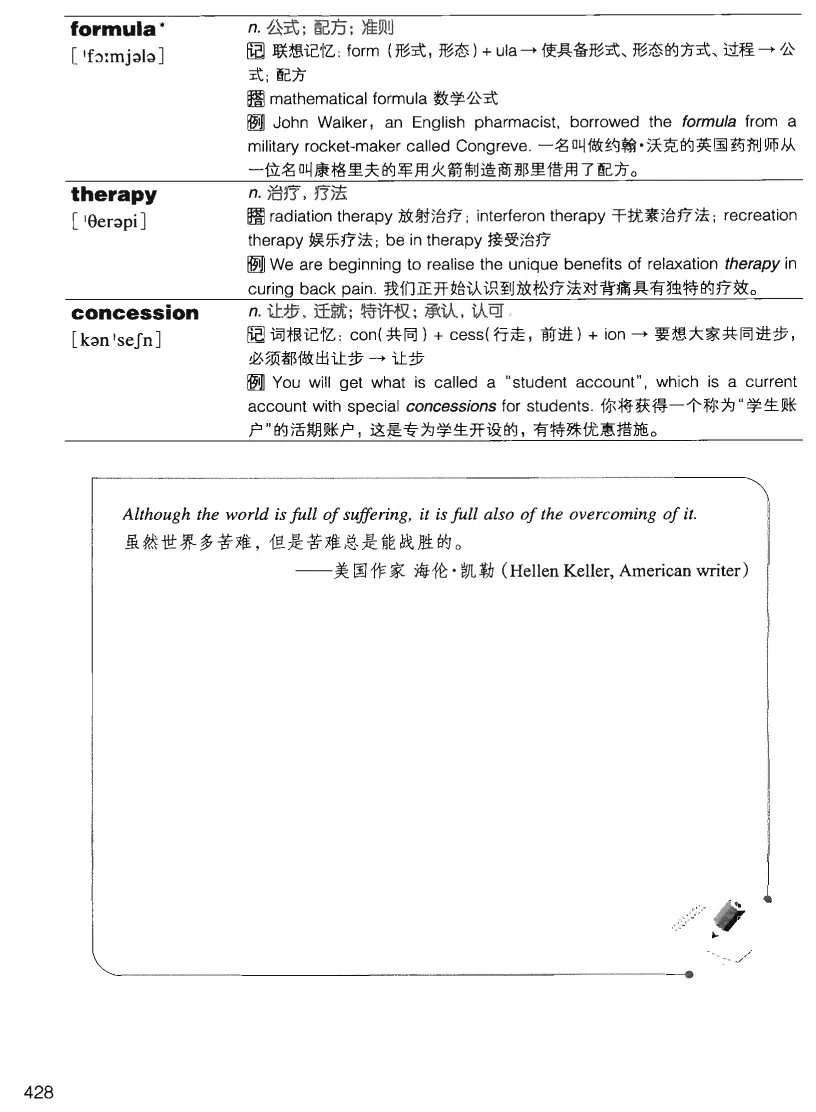 formula*
n. 公式；配方；准则
[ˈfɔːmjələ]
记 联想记忆：form（形式，形态）+ ula → 使具备形式、形态的方式、过程 → 公
式；配方
搭 mathematical formula 数学公式
例 John Walker, an English pharmacist, borrowed the formula from a
military rocket-maker called Congreve. 一名叫做约翰·沃克的英国药剂师从
一位名叫康格里夫的军用火箭制造商那里借用了配方。
therapy
n. 治疗，疗法
[ˈθerəpi]
搭 radiation therapy 放射治疗；interferon therapy 干扰素治疗法；recreation
therapy 娱乐疗法；be in therapy 接受治疗
例 We are beginning to realise the unique benefits of relaxation therapy in
curing back pain. 我们正开始认识到放松疗法对背痛具有独特的疗效。
concession
n. 让步，迁就；特许权；承认，认可
[kənˈseʃn]
记 词根记忆：con(共同) + cess(行走，前进) + ion → 要想大家共同进步，
必须都做出让步 → 让步
例 You will get what is called a “student account”, which is a current
account with special concessions for students. 你将获得一个称为“学生账
户”的活期账户，这是专为学生开设的，有特殊优惠措施。
Although the world is full of suffering, it is full also of the overcoming of it.
虽然世界多苦难，但是苦难总是能战胜的。
——美国作家 海伦·凯勒（Hellen Keller, American writer）
428